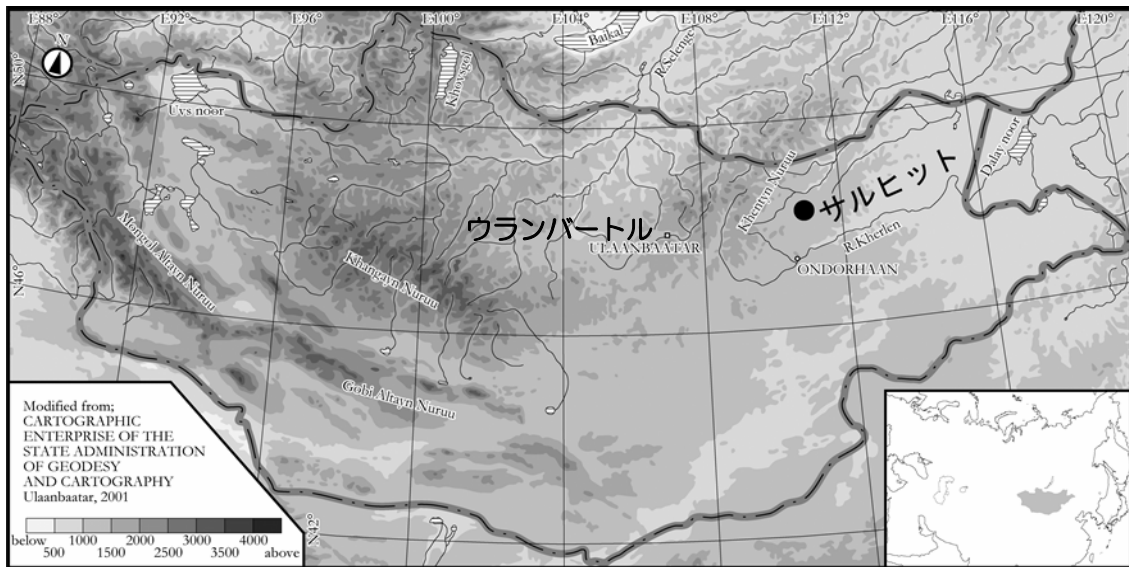 E88°
E92°
E96°
E100°
E104°
E108°
E112°
E116°
E120°
N
N50°
Uvs noor
Khovsgol
Baikal
R.Selenge
Dalay noor
Khentyn Nuruu
サルヒット
ウランバートル
ULAANBAATAR
R.Kherlen
ONDORHAAN
Mongol Altayn Nuruu
Khangayn Nuruu
N46°
Gobi Altayn Nuruu
Modified from;
CARTOGRAPHIC
ENTERPRISE OF THE
STATE ADMINISTRATION
OF GEODESY
AND CARTOGRAPHY
Ulaanbaatar, 2001
below 1000 2000 3000 4000
500 1500 2500 3500 above
N42°